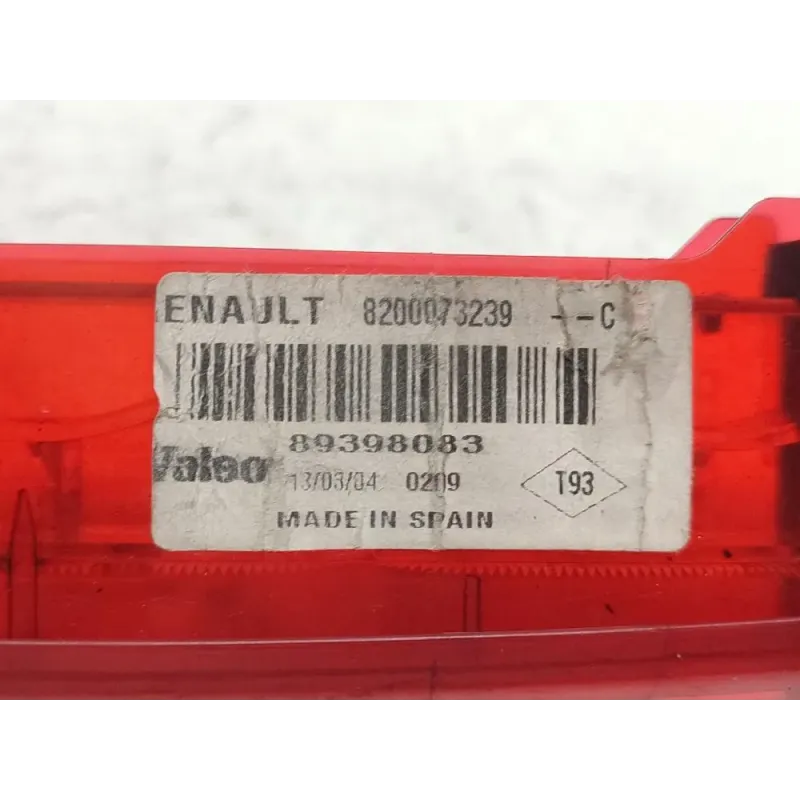 ENAULT 8200073239 --C
89398083
Valeo 13/03/04 0209 T93
MADE IN SPAIN